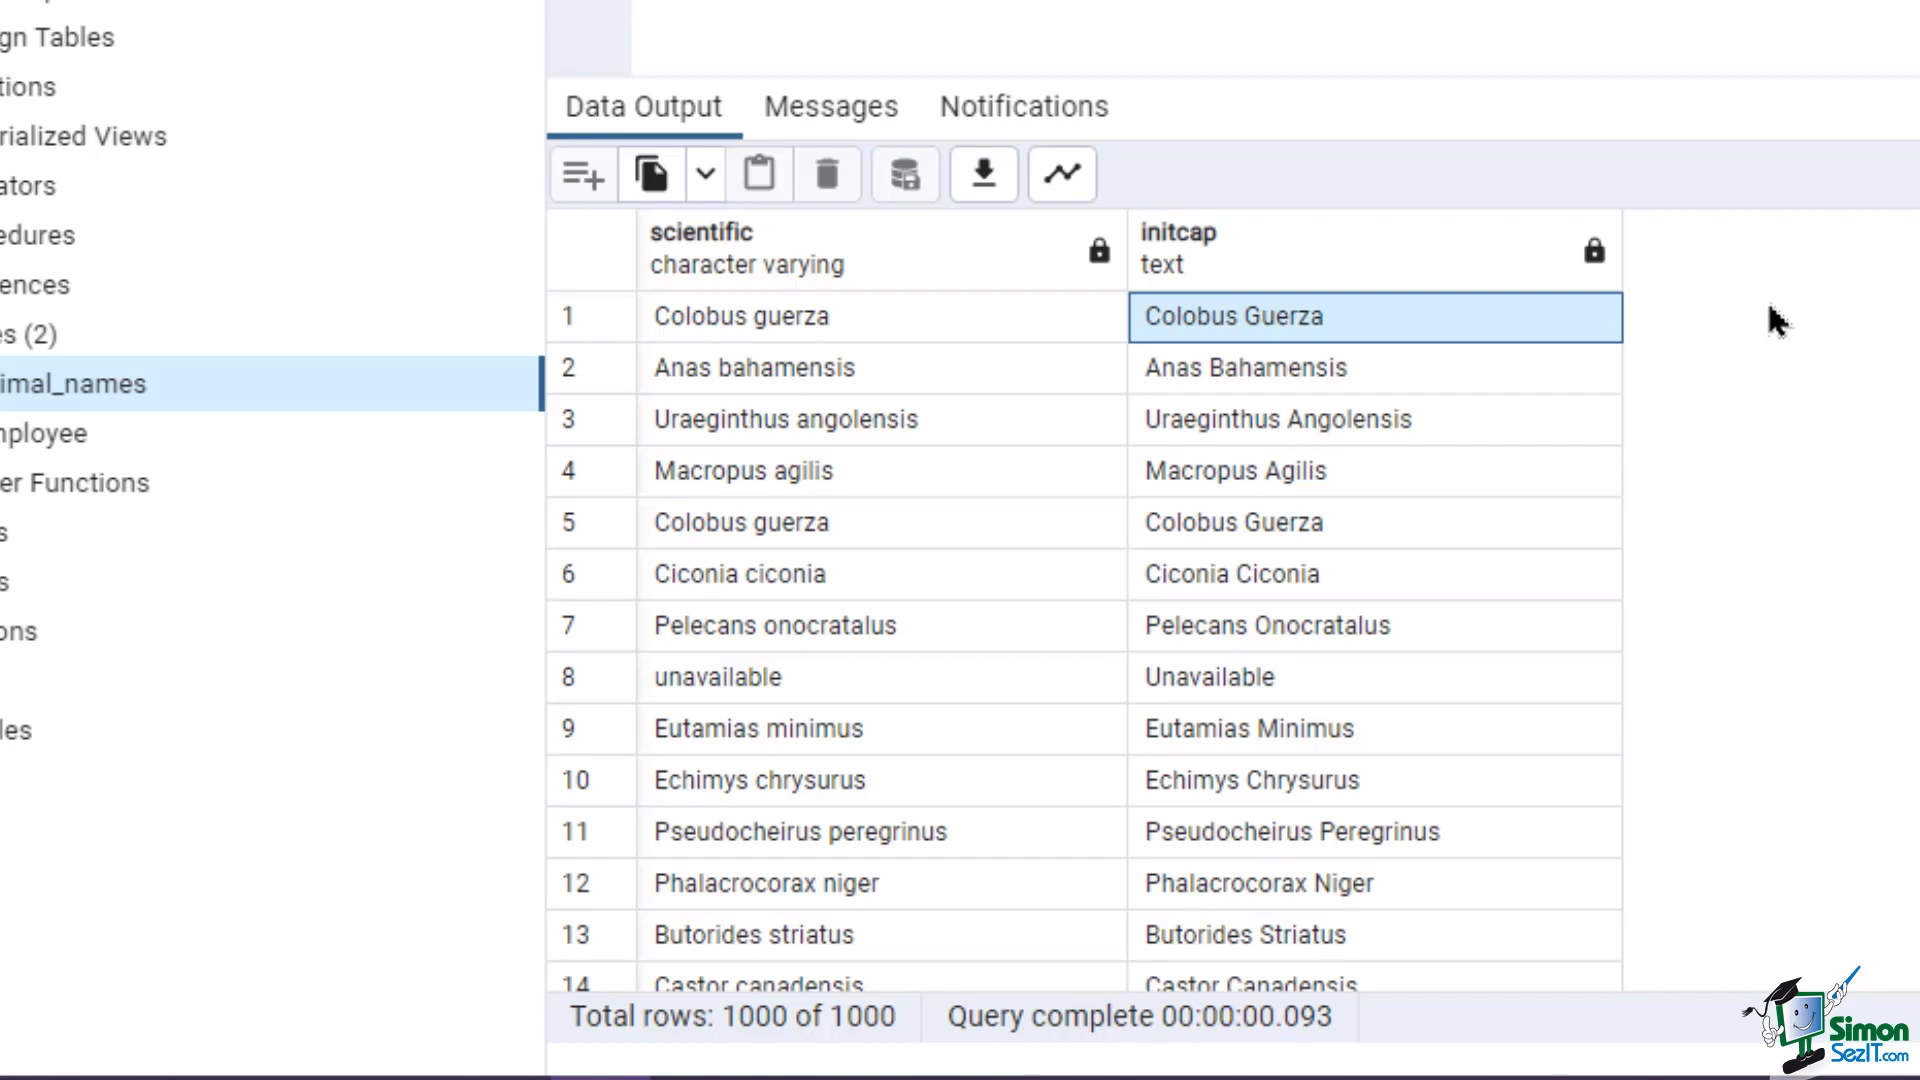 gn Tables
tions
rialized Views
ators
edures
ences
es (2)
imal_names
nployee
er Functions
s
s
ons
les
Data Output Messages Notifications
scientific initcap
character varying text
1 Colobus guerza Colobus Guerza
2 Anas bahamensis Anas Bahamensis
3 Uraeginthus angolensis Uraeginthus Angolensis
4 Macropus agilis Macropus Agilis
5 Colobus guerza Colobus Guerza
6 Ciconia ciconia Ciconia Ciconia
7 Pelecans onocratalus Pelecans Onocratalus
8 unavailable Unavailable
9 Eutamias minimus Eutamias Minimus
10 Echimys chrysurus Echimys Chrysurus
11 Pseudocheirus peregrinus Pseudocheirus Peregrinus
12 Phalacrocorax niger Phalacrocorax Niger
13 Butorides striatus Butorides Striatus
14 Castor canadensis Castor Canadensis
Total rows: 1000 of 1000 Query complete 00:00:00.093
Simon
SezIT.com